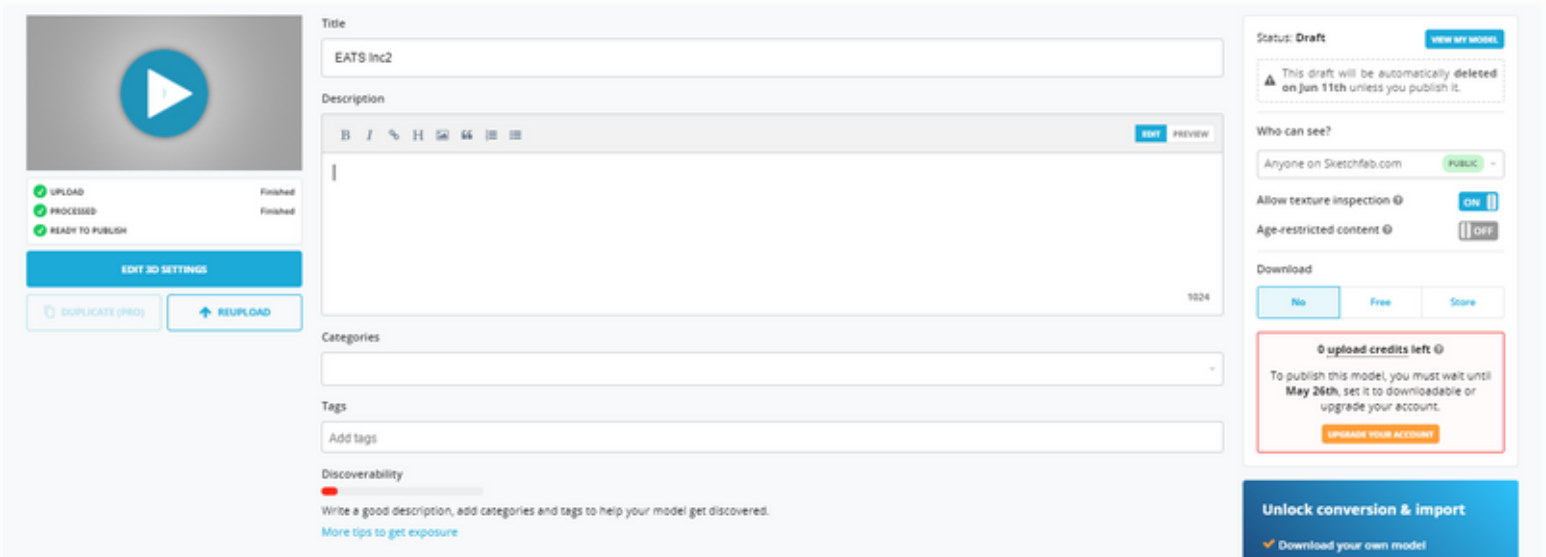 Title
EATS Inc2
Description
B I H
EDIT PREVIEW
1024
UPLOAD Finished
PROCESSED Finished
READY TO PUBLISH
EDIT 3D SETTINGS
DUPLICATE (PRO)
REUPLOAD
Categories
Tags
Add tags
Discoverability
Write a good description, add categories and tags to help your model get discovered.
More tips to get exposure
Status: Draft
VIEW MY MODEL
This draft will be automatically deleted
on Jun 11th unless you publish it.
Who can see?
Anyone on Sketchfab.com PUBLIC
Allow texture inspection ON
Age-restricted content OFF
Download
No Free Store
0 upload credits left
To publish this model, you must wait until
May 26th, set it to downloadable or
upgrade your account.
UPGRADE YOUR ACCOUNT
Unlock conversion & import
Download your own model